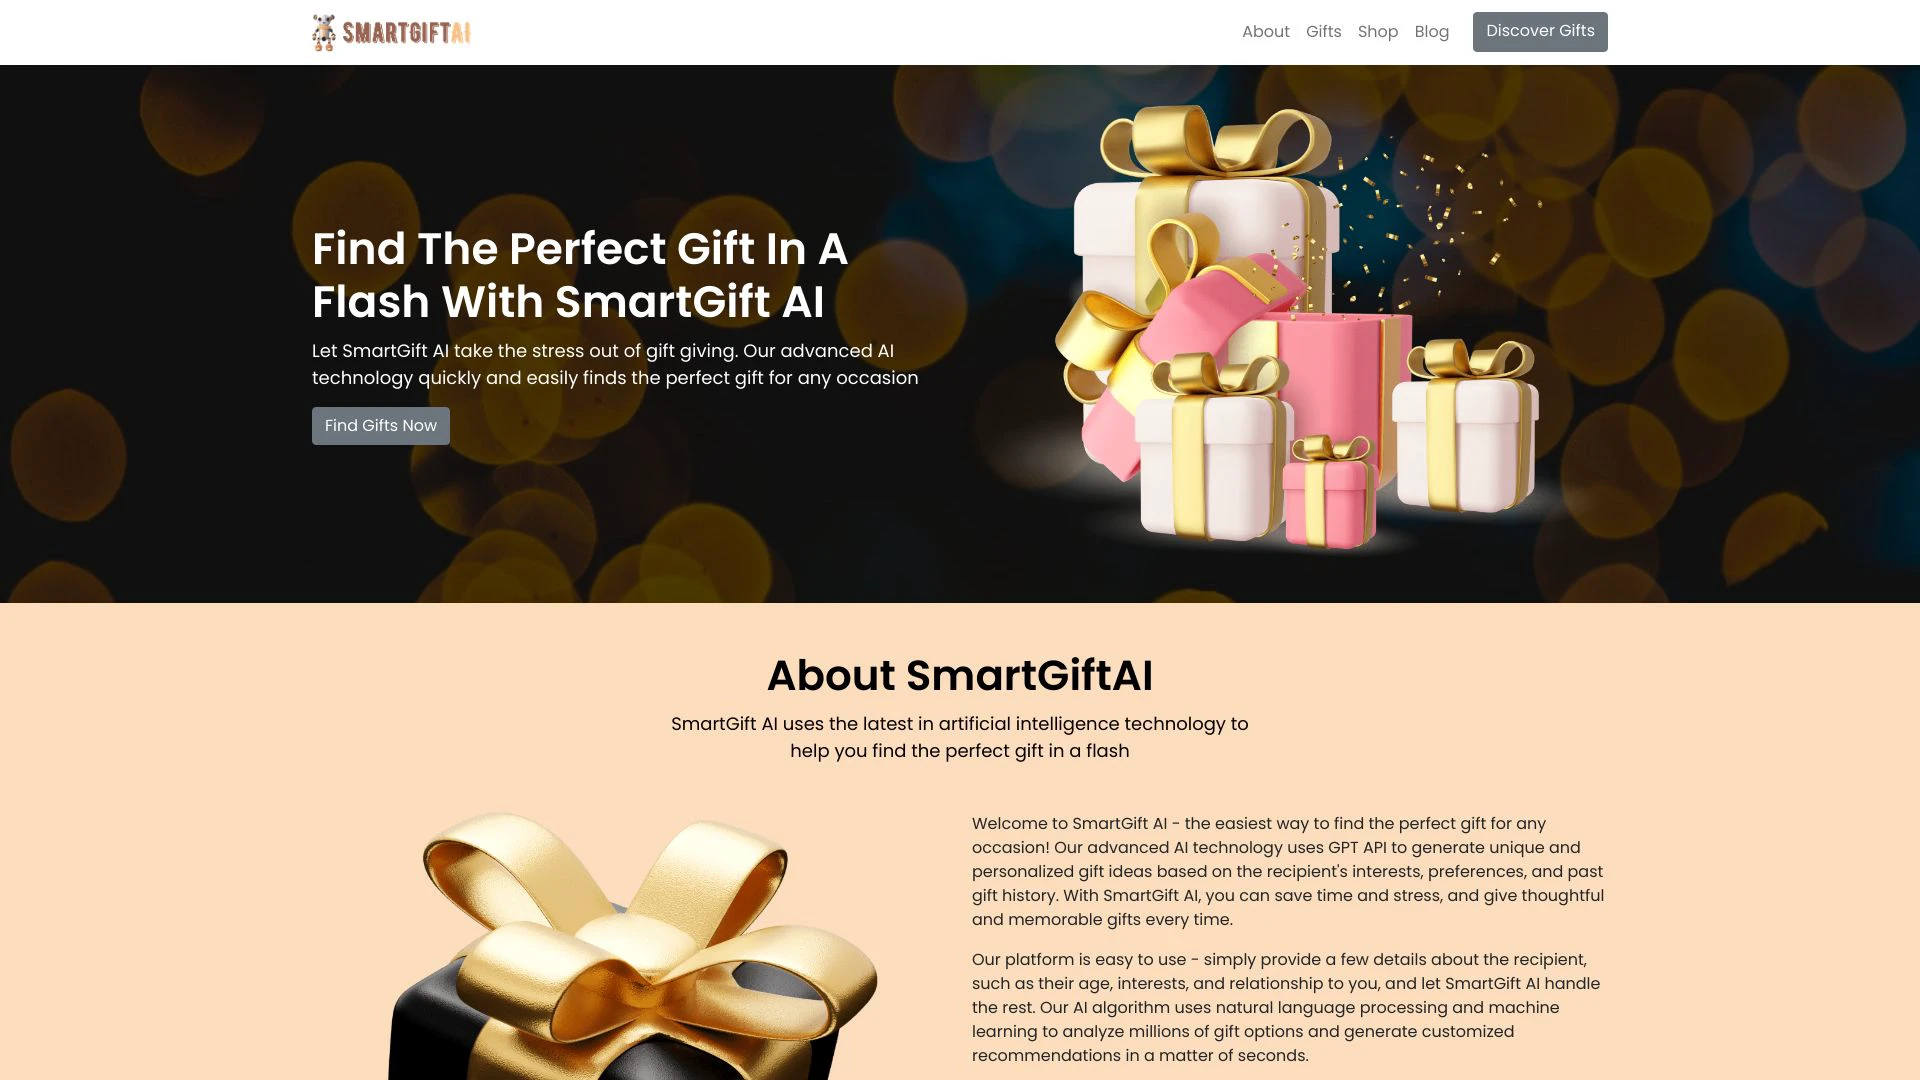 SMARTGIFTAI
About Gifts Shop Blog Discover Gifts
Find The Perfect Gift In A
Flash With SmartGift AI
Let SmartGift AI take the stress out of gift giving. Our advanced AI
technology quickly and easily finds the perfect gift for any occasion
Find Gifts Now
About SmartGiftAI
SmartGift AI uses the latest in artificial intelligence technology to
help you find the perfect gift in a flash
Welcome to SmartGift AI - the easiest way to find the perfect gift for any
occasion! Our advanced AI technology uses GPT API to generate unique and
personalized gift ideas based on the recipient's interests, preferences, and past
gift history. With SmartGift AI, you can save time and stress, and give thoughtful
and memorable gifts every time.
Our platform is easy to use - simply provide a few details about the recipient,
such as their age, interests, and relationship to you, and let SmartGift AI handle
the rest. Our AI algorithm uses natural language processing and machine
learning to analyze millions of gift options and generate customized
recommendations in a matter of seconds.